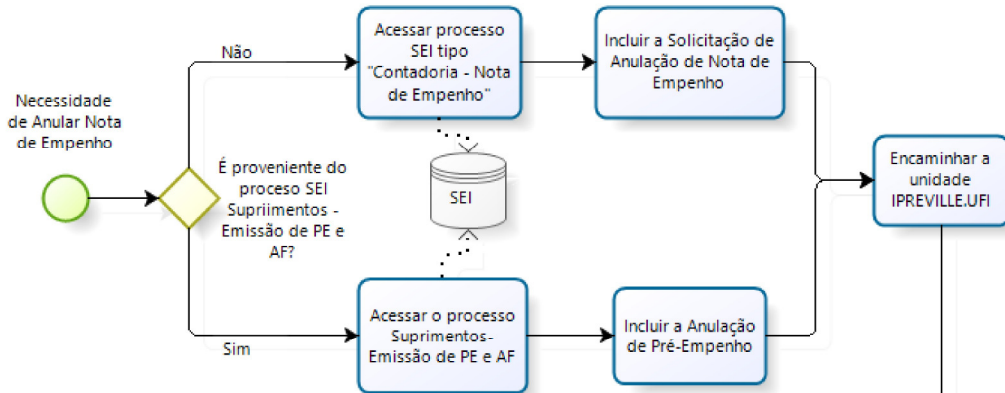 Necessidade
de Anular Nota
de Empenho
É proveniente do
proceso SEI
Supriimentos -
Emissão de PE e
AF?
Não
Acessar processo
SEI tipo
"Contadoria - Nota
de Empenho"
Incluir a Solicitação de
Anulação de Nota de
Empenho
SEI
Sim
Acessar o processo
Suprimentos-
Emissão de PE e AF
Incluir a Anulação
de Pré-Empenho
Encaminhar a
unidade
IPREVILLE.UFI